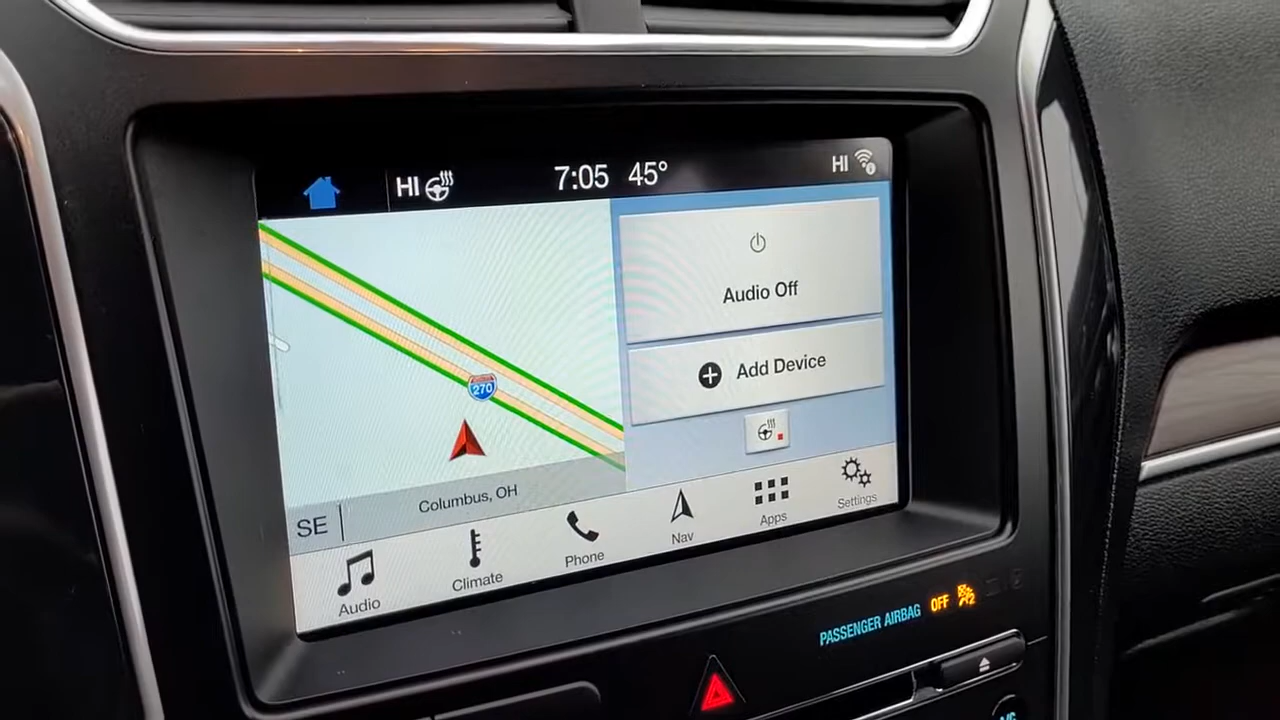 HI
7:05 45°
HI
Audio Off
Add Device
270
Columbus, OH
SE
Audio
Climate
Phone
Nav
Apps
Settings
PASSENGER AIRBAG OFF
2
A/C